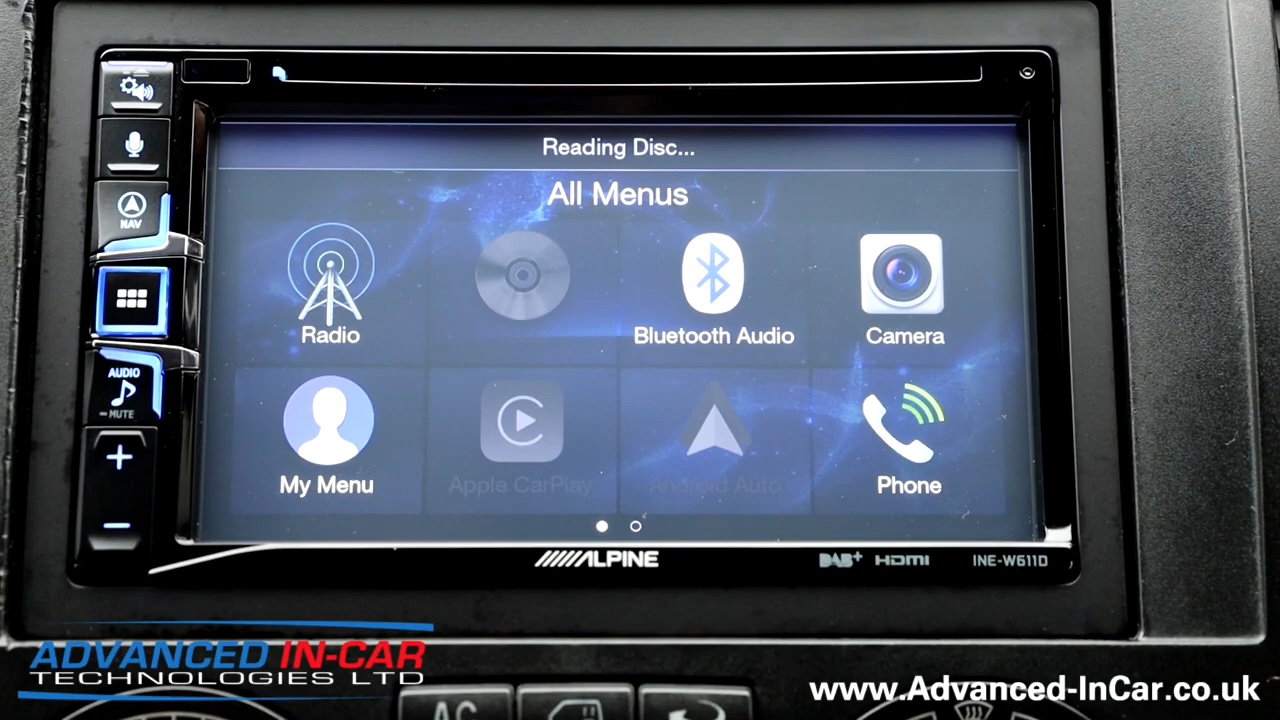 Reading Disc...
All Menus
NAV
Radio
Bluetooth Audio
Camera
AUDIO
MUTE
My Menu
Apple CarPlay
Android Auto
Phone
ALPINE
DAB+
HDMI
INE-W611D
ADVANCED IN-CAR
TECHNOLOGIES LTD
AC
www.Advanced-InCar.co.uk